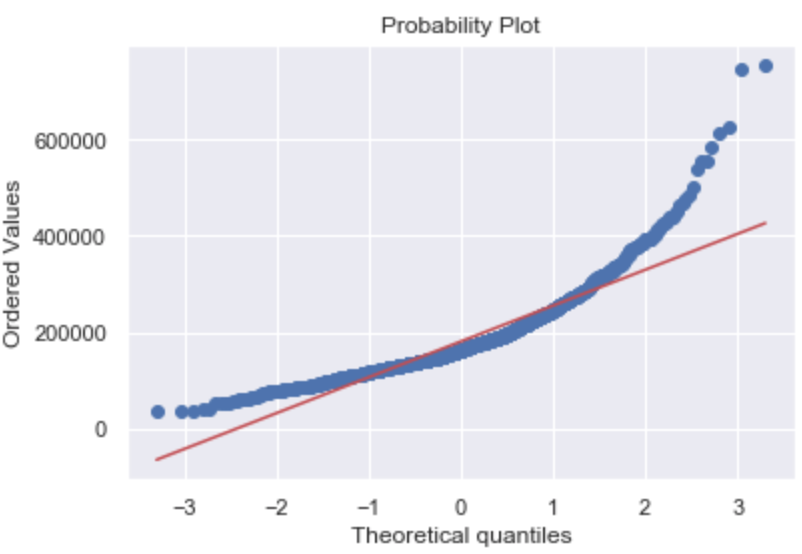 Probability Plot
Ordered Values
600000
400000
200000
0
−3 −2 −1 0 1 2 3
Theoretical quantiles